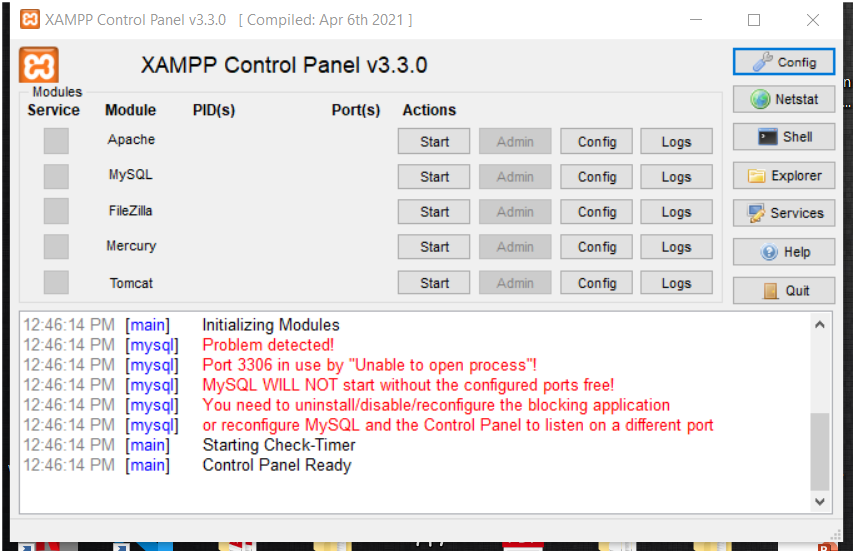 XAMPP Control Panel v3.3.0 [ Compiled: Apr 6th 2021 ]
XAMPP Control Panel v3.3.0
Config
Modules
Service Module PID(s) Port(s) Actions
Netstat
Apache Start Admin Config Logs
Shell
MySQL Start Admin Config Logs
Explorer
FileZilla Start Admin Config Logs
Services
Mercury Start Admin Config Logs
Help
Tomcat Start Admin Config Logs
Quit
12:46:14 PM [main] Initializing Modules
12:46:14 PM [mysql] Problem detected!
12:46:14 PM [mysql] Port 3306 in use by "Unable to open process"!
12:46:14 PM [mysql] MySQL WILL NOT start without the configured ports free!
12:46:14 PM [mysql] You need to uninstall/disable/reconfigure the blocking application
12:46:14 PM [mysql] or reconfigure MySQL and the Control Panel to listen on a different port
12:46:14 PM [main] Starting Check-Timer
12:46:14 PM [main] Control Panel Ready